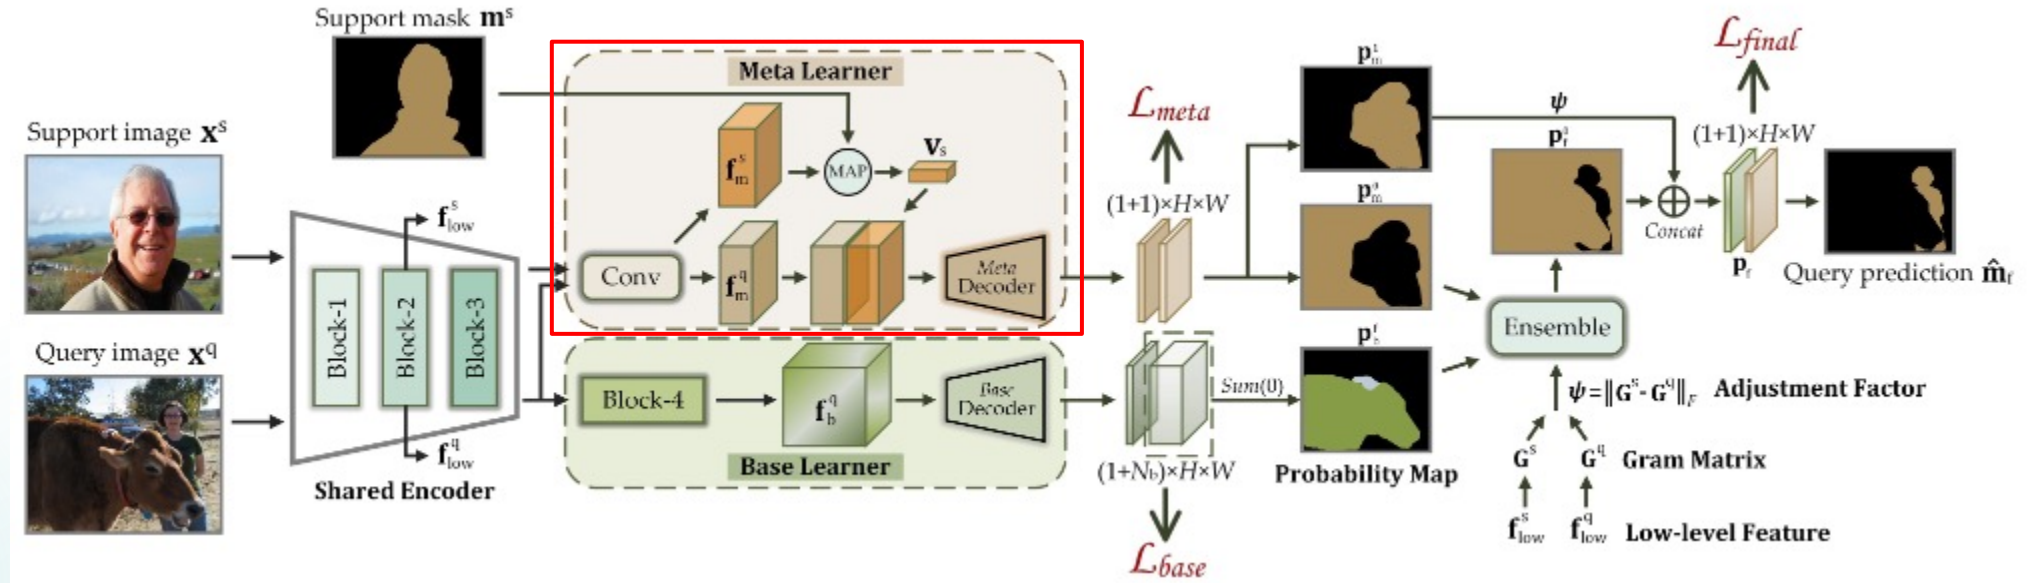 Support mask m^s
Support image x^s
Query image x^q
Block-1
Block-2
Block-3
f^s_low
f^q_low
Shared Encoder
Meta Learner
f^s_m
MAP
v_s
Conv
f^q_m
Meta
Decoder
Block-4
f^q_b
Base
Decoder
Base Learner
ℒ_meta
(1+1)×H×W
(1+N_b)×H×W
ℒ_base
Sum(0)
p^1_m
p^0_m
p^f_b
Probability Map
ψ
p^0_f
Concat
Ensemble
ψ=||G^s-G^q||_F Adjustment Factor
G^s G^q Gram Matrix
f^s_low f^q_low Low-level Feature
ℒ_final
(1+1)×H×W
p_f
Query prediction m̂_f